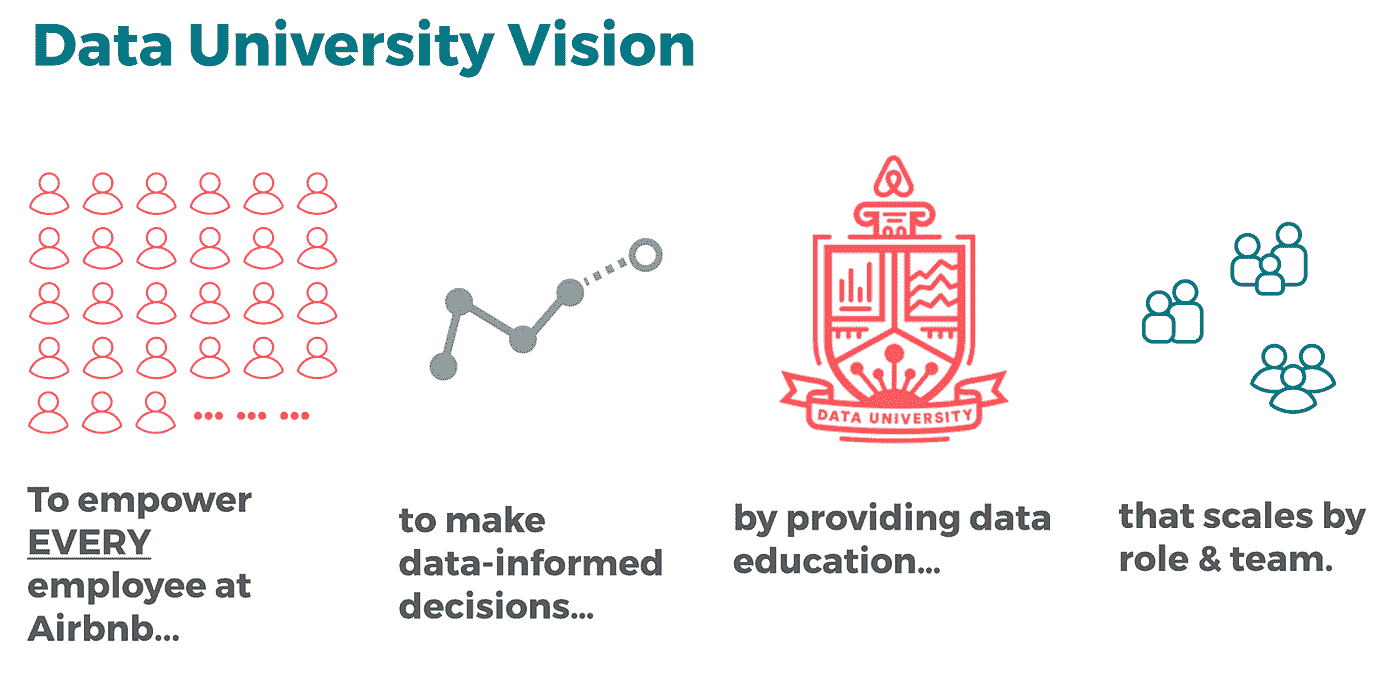 Data University Vision
DATA UNIVERSITY
To empower
EVERY
employee at
Airbnb...
to make
data-informed
decisions...
by providing data
education...
that scales by
role & team.